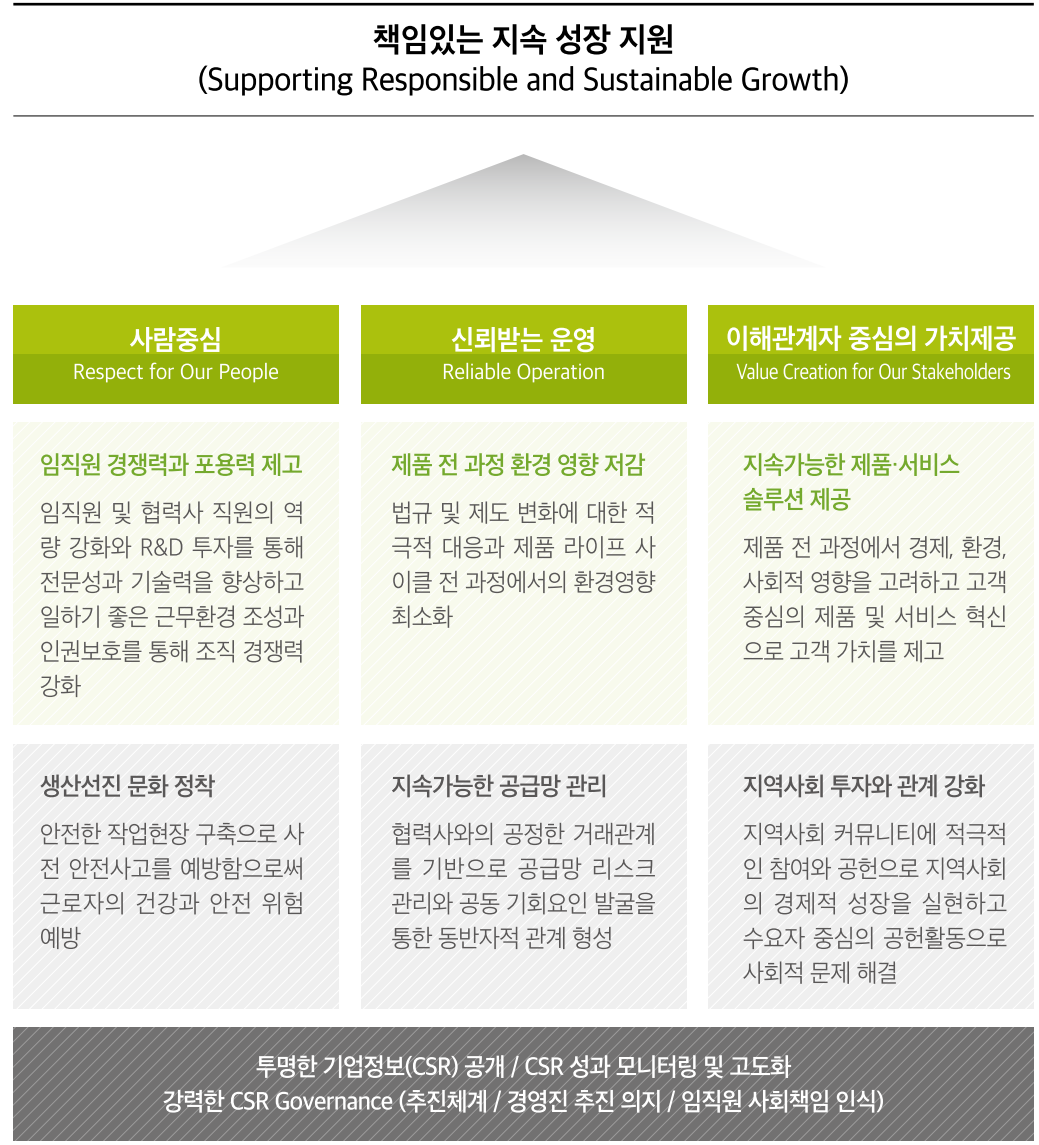 책임있는 지속 성장 지원
(Supporting Responsible and Sustainable Growth)
사람중심
Respect for Our People
임직원 경쟁력과 포용력 제고
임직원 및 협력사 직원의 역
량 강화와 R&D 투자를 통해
전문성과 기술력을 향상하고
일하기 좋은 근무환경 조성과
인권보호를 통해 조직 경쟁력
강화
생산선진 문화 정착
안전한 작업현장 구축으로 사
전 안전사고를 예방함으로써
근로자의 건강과 안전 위험
예방
신뢰받는 운영
Reliable Operation
제품 전 과정 환경 영향 저감
법규 및 제도 변화에 대한 적
극적 대응과 제품 라이프 사
이클 전 과정에서의 환경영향
최소화
지속가능한 공급망 관리
협력사와의 공정한 거래관계
를 기반으로 공급망 리스크
관리와 공동 기회요인 발굴을
통한 동반자적 관계 형성
이해관계자 중심의 가치제공
Value Creation for Our Stakeholders
지속가능한 제품·서비스
솔루션 제공
제품 전 과정에서 경제, 환경,
사회적 영향을 고려하고 고객
중심의 제품 및 서비스 혁신
으로 고객 가치를 제고
지역사회 투자와 관계 강화
지역사회 커뮤니티에 적극적
인 참여와 공헌으로 지역사회
의 경제적 성장을 실현하고
수요자 중심의 공헌활동으로
사회적 문제 해결
투명한 기업정보(CSR) 공개 / CSR 성과 모니터링 및 고도화
강력한 CSR Governance (추진체계 / 경영진 추진 의지 / 임직원 사회책임 인식)